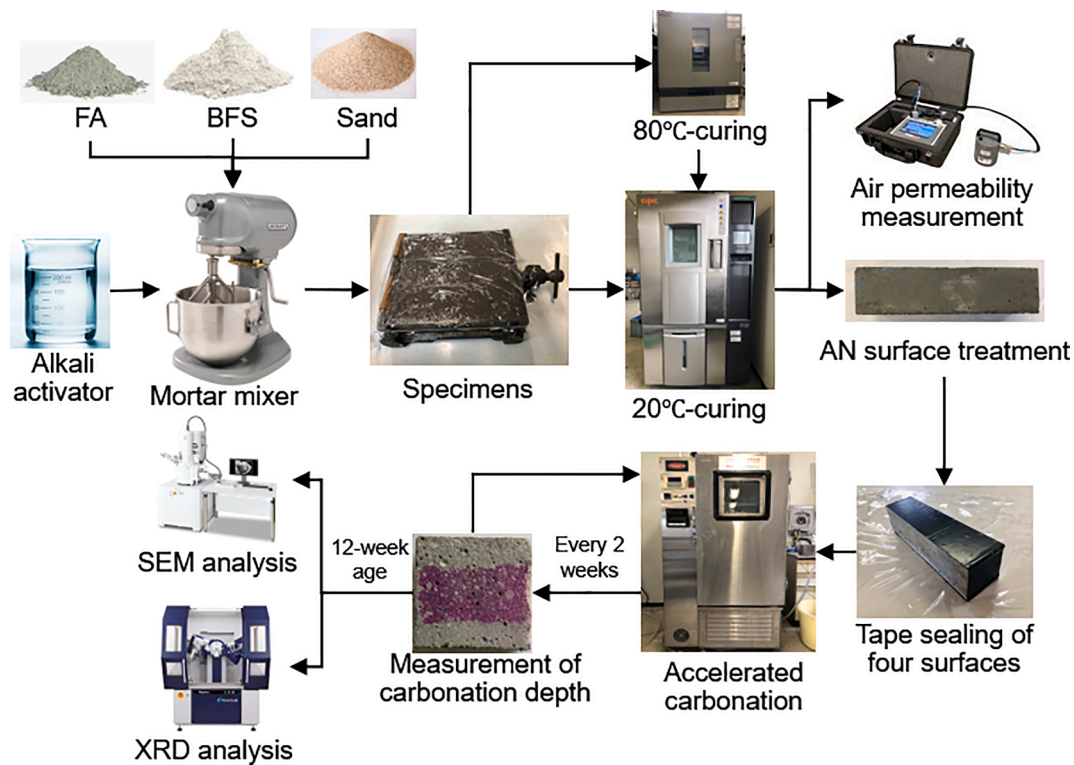 FA
BFS
Sand
80℃-curing
Air permeability
measurement
Alkali
activator
Mortar mixer
Specimens
20℃-curing
AN surface treatment
SEM analysis
12-week
age
Every 2
weeks
Measurement of
carbonation depth
Accelerated
carbonation
Tape sealing of
four surfaces
XRD analysis